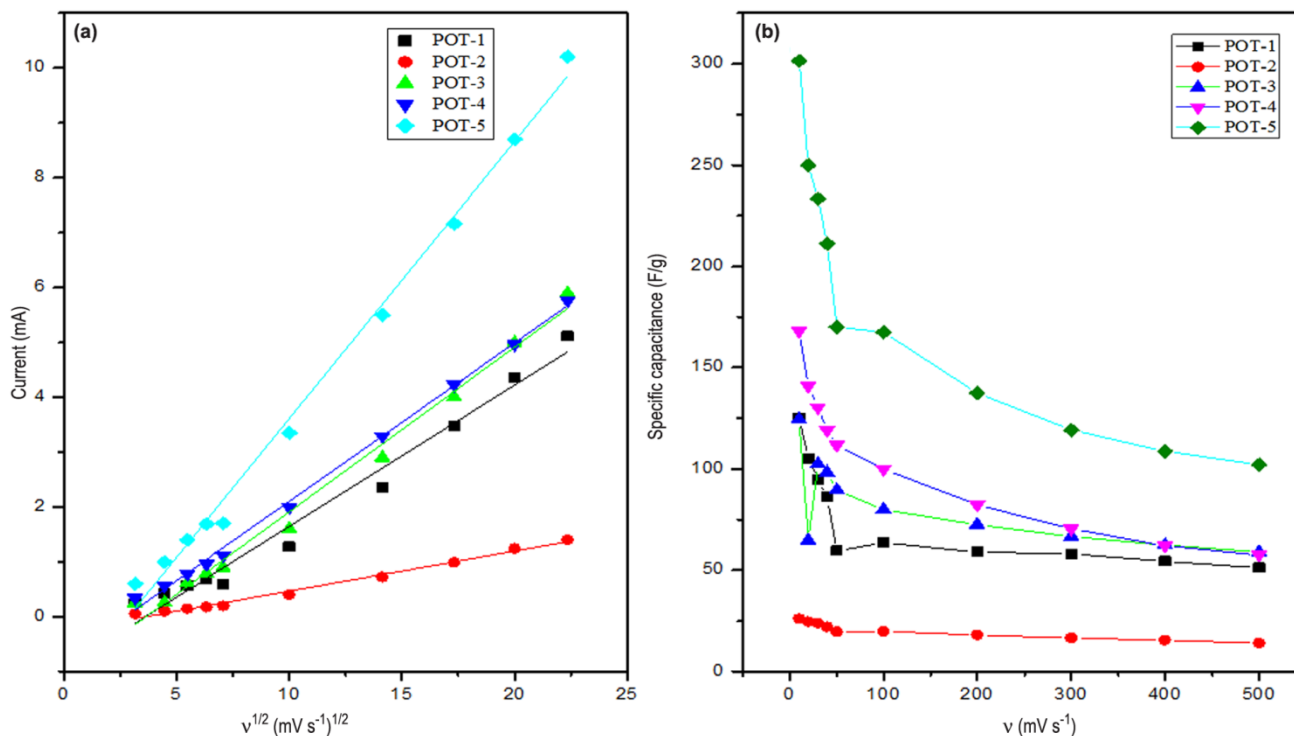 (a)
POT-1
POT-2
POT-3
POT-4
POT-5
10
8
6
4
2
0
Current (mA)
0 5 10 15 20 25
ν1/2 (mV s-1)1/2
(b)
POT-1
POT-2
POT-3
POT-4
POT-5
300
250
200
150
100
50
0
Specific capacitance (F/g)
0 100 200 300 400 500
ν (mV s-1)